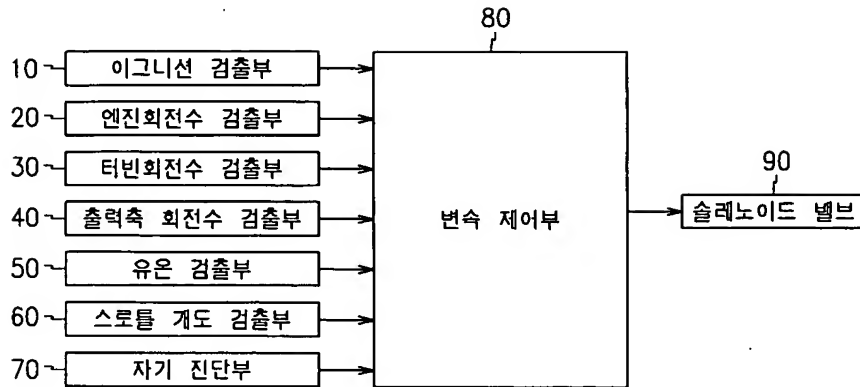 80
10 이그니션 검출부
20 엔진회전수 검출부
30 터빈회전수 검출부
40 출력축 회전수 검출부
50 유온 검출부
60 스로틀 개도 검출부
70 자기 진단부
변속 제어부
90
솔레노이드 밸브